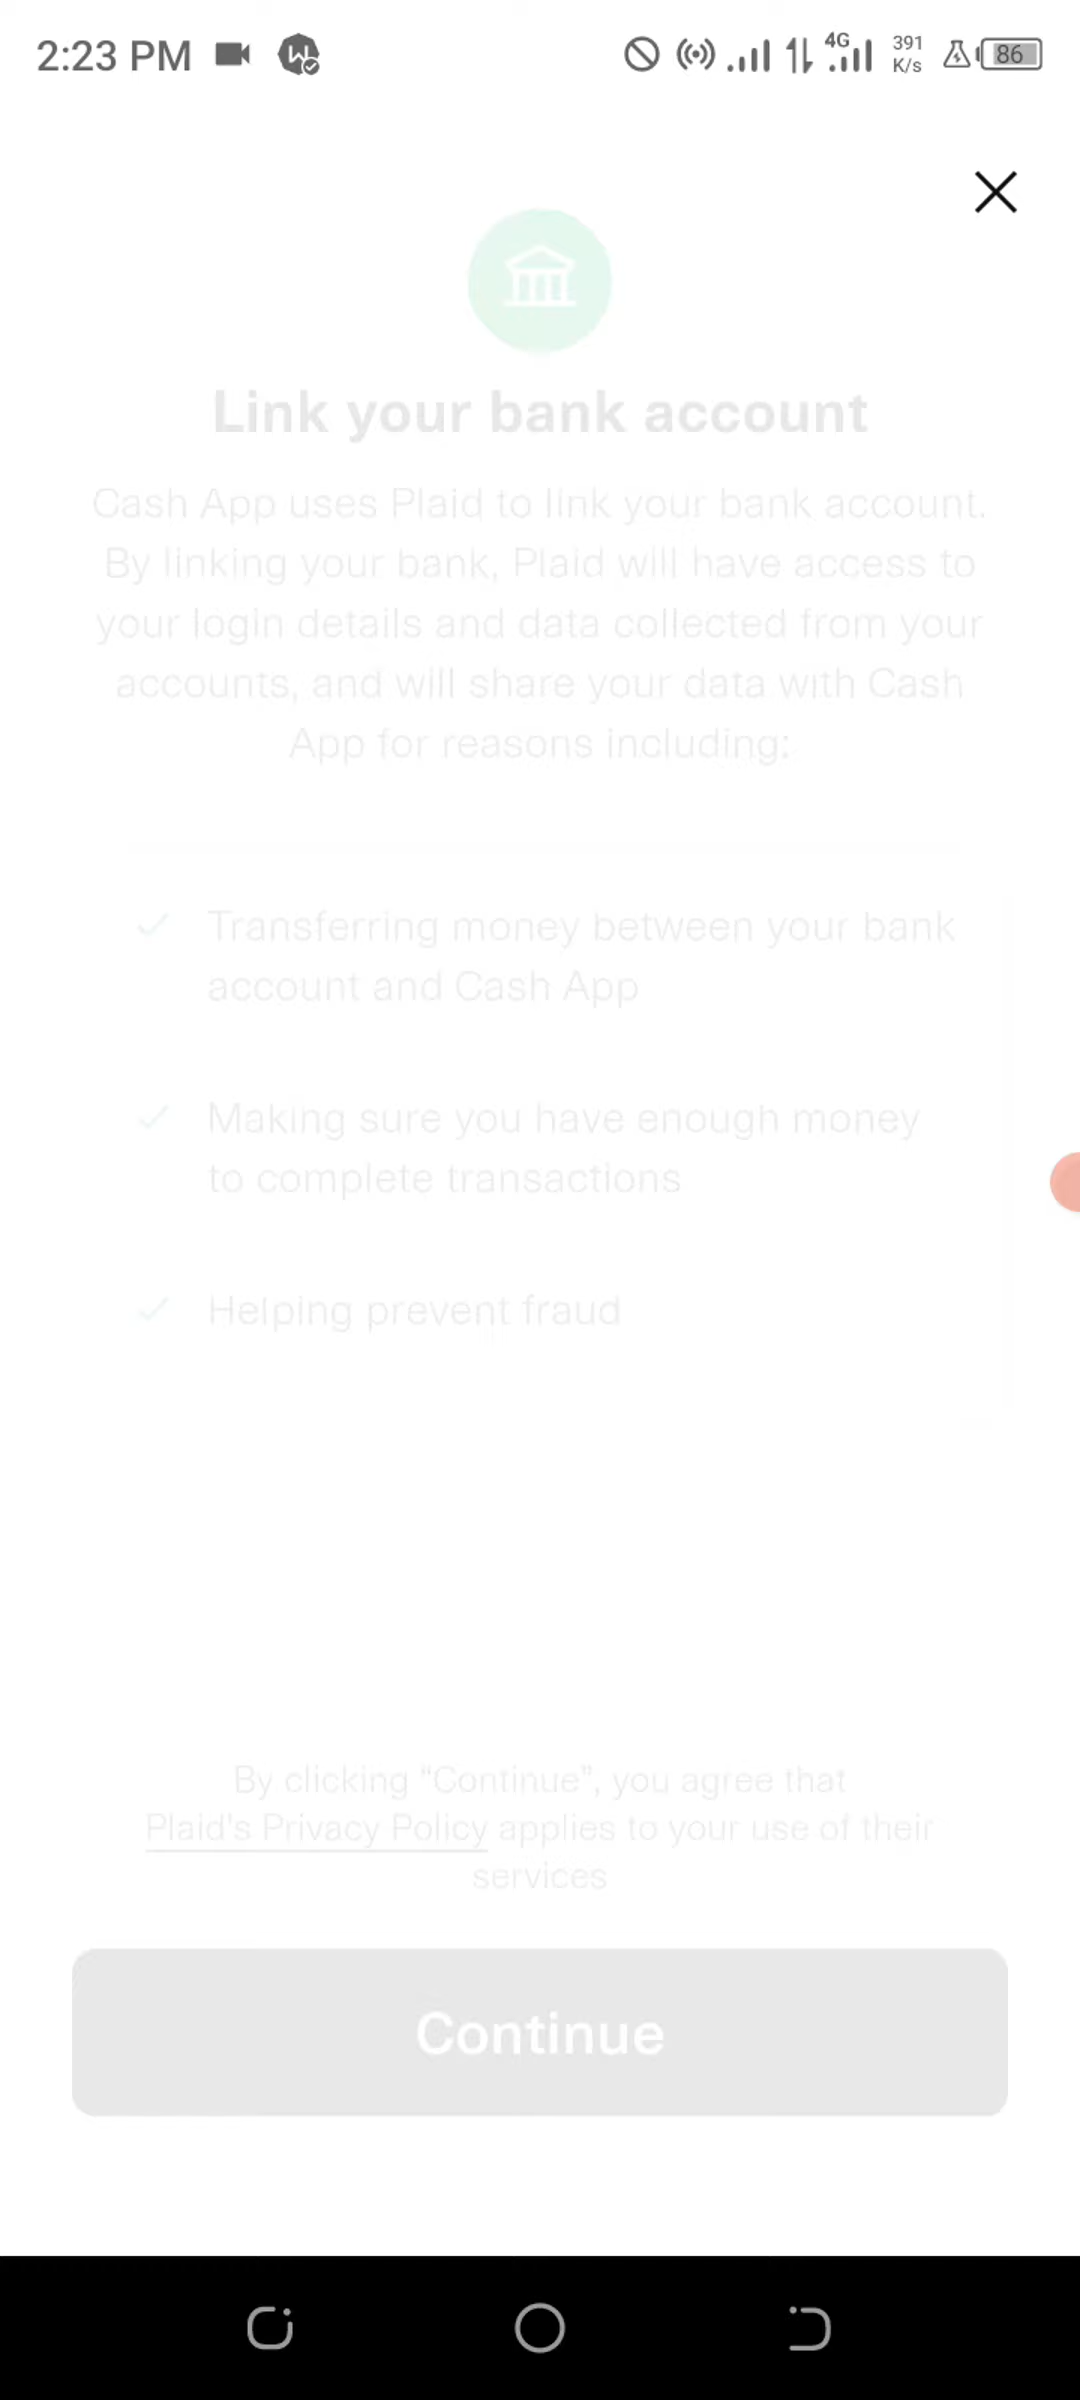 2:23 PM
4G
391
K/s
86
Link your bank account
Cash App uses Plaid to link your bank account.
By linking your bank, Plaid will have access to
your login details and data collected from your
accounts, and will share your data with Cash
App for reasons including:
Transferring money between your bank
account and Cash App
Making sure you have enough money
to complete transactions
Helping prevent fraud
By clicking “Continue”, you agree that
Plaid's Privacy Policy applies to your use of their
services
Continue